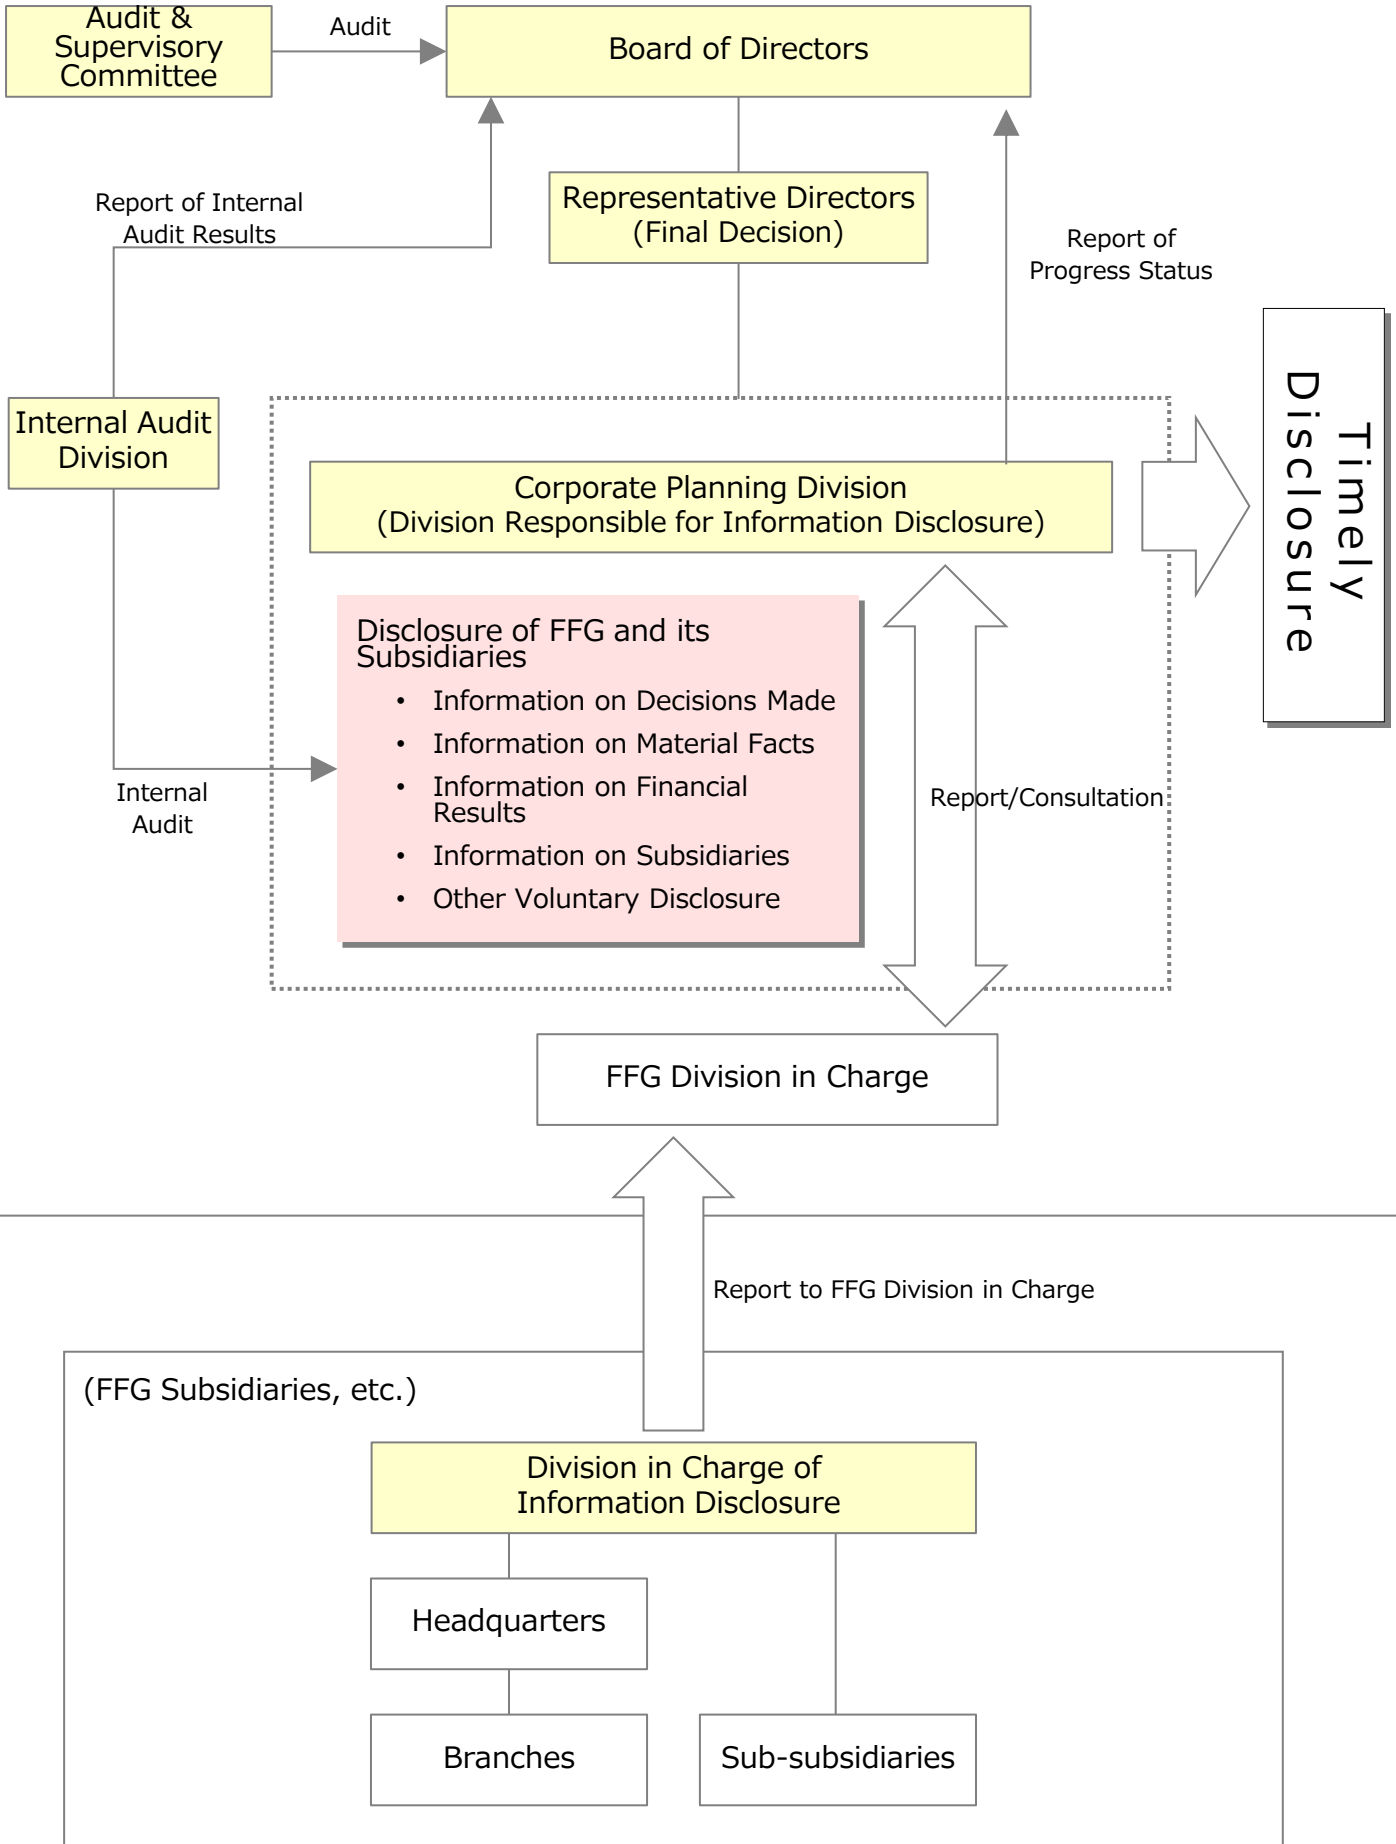 Audit &
Supervisory
Committee
Audit
Board of Directors
Report of Internal
Audit Results
Representative Directors
(Final Decision)
Report of
Progress Status
Timely
Disclosure
Internal Audit
Division
Corporate Planning Division
(Division Responsible for Information Disclosure)
Disclosure of FFG and its
Subsidiaries
• Information on Decisions Made
• Information on Material Facts
• Information on Financial
Results
• Information on Subsidiaries
• Other Voluntary Disclosure
Internal
Audit
Report/Consultation
FFG Division in Charge
Report to FFG Division in Charge
(FFG Subsidiaries, etc.)
Division in Charge of
Information Disclosure
Headquarters
Branches
Sub-subsidiaries